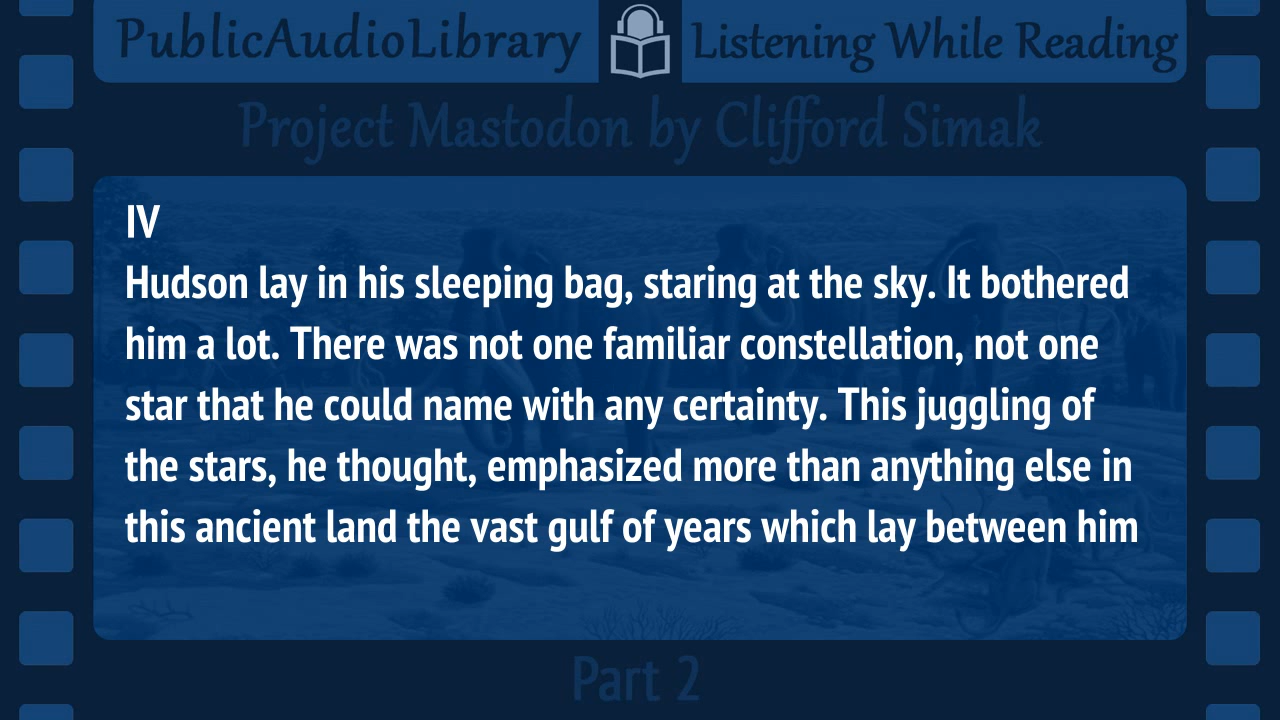 PublicAudioLibrary Listening While Reading
Project Mastodon by Clifford Simak
IV
Hudson lay in his sleeping bag, staring at the sky. It bothered
him a lot. There was not one familiar constellation, not one
star that he could name with any certainty. This juggling of
the stars, he thought, emphasized more than anything else in
this ancient land the vast gulf of years which lay between him
Part 2